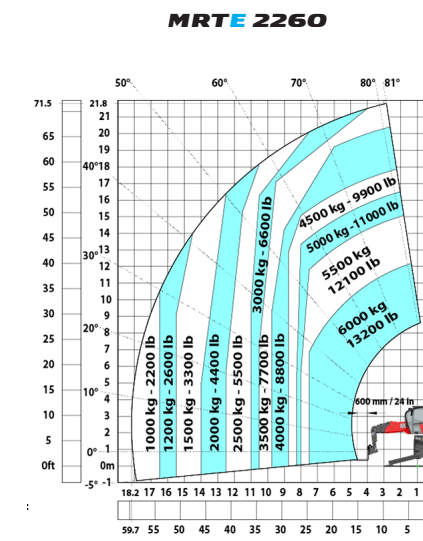 MRTE 2260
50° 60° 70° 80° 81°
71.5 21.8
21
65 20
19
60 40° 18
17
55 16
50 15
14
45 13
30° 12
40 11
35 10
9
30 20° 8
25 7
6
20 5
15 10° 4
3
10 2
5 0° 1
0ft 0m
-5° -1
1000 kg - 2200 lb
1200 kg - 2600 lb
1500 kg - 3300 lb
2000 kg - 4400 lb
2500 kg - 5500 lb
3000 kg - 6600 lb
3500 kg - 7700 lb
4000 kg - 8800 lb
4500 kg - 9900 lb
5000 kg -11000 lb
5500 kg
12100 lb
6000 kg
13200 lb
600 mm / 24 in
18.2 17 16 15 14 13 12 11 10 9 8 7 6 5 4 3 2 1
:
59.7 55 50 45 40 35 30 25 20 15 10 5